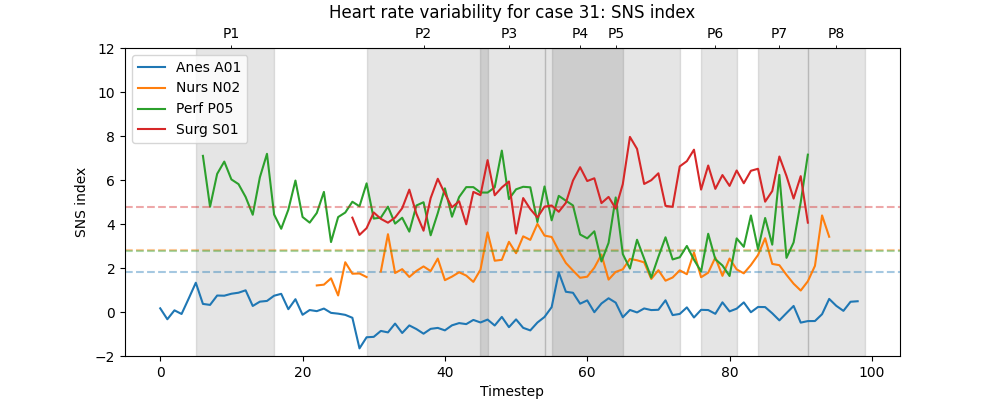 Heart rate variability for case 31: SNS index
P1 P2 P3 P4 P5 P6 P7 P8
12
10
8
6
4
2
0
−2
SNS index
Anes A01
Nurs N02
Perf P05
Surg S01
0 20 40 60 80 100
Timestep